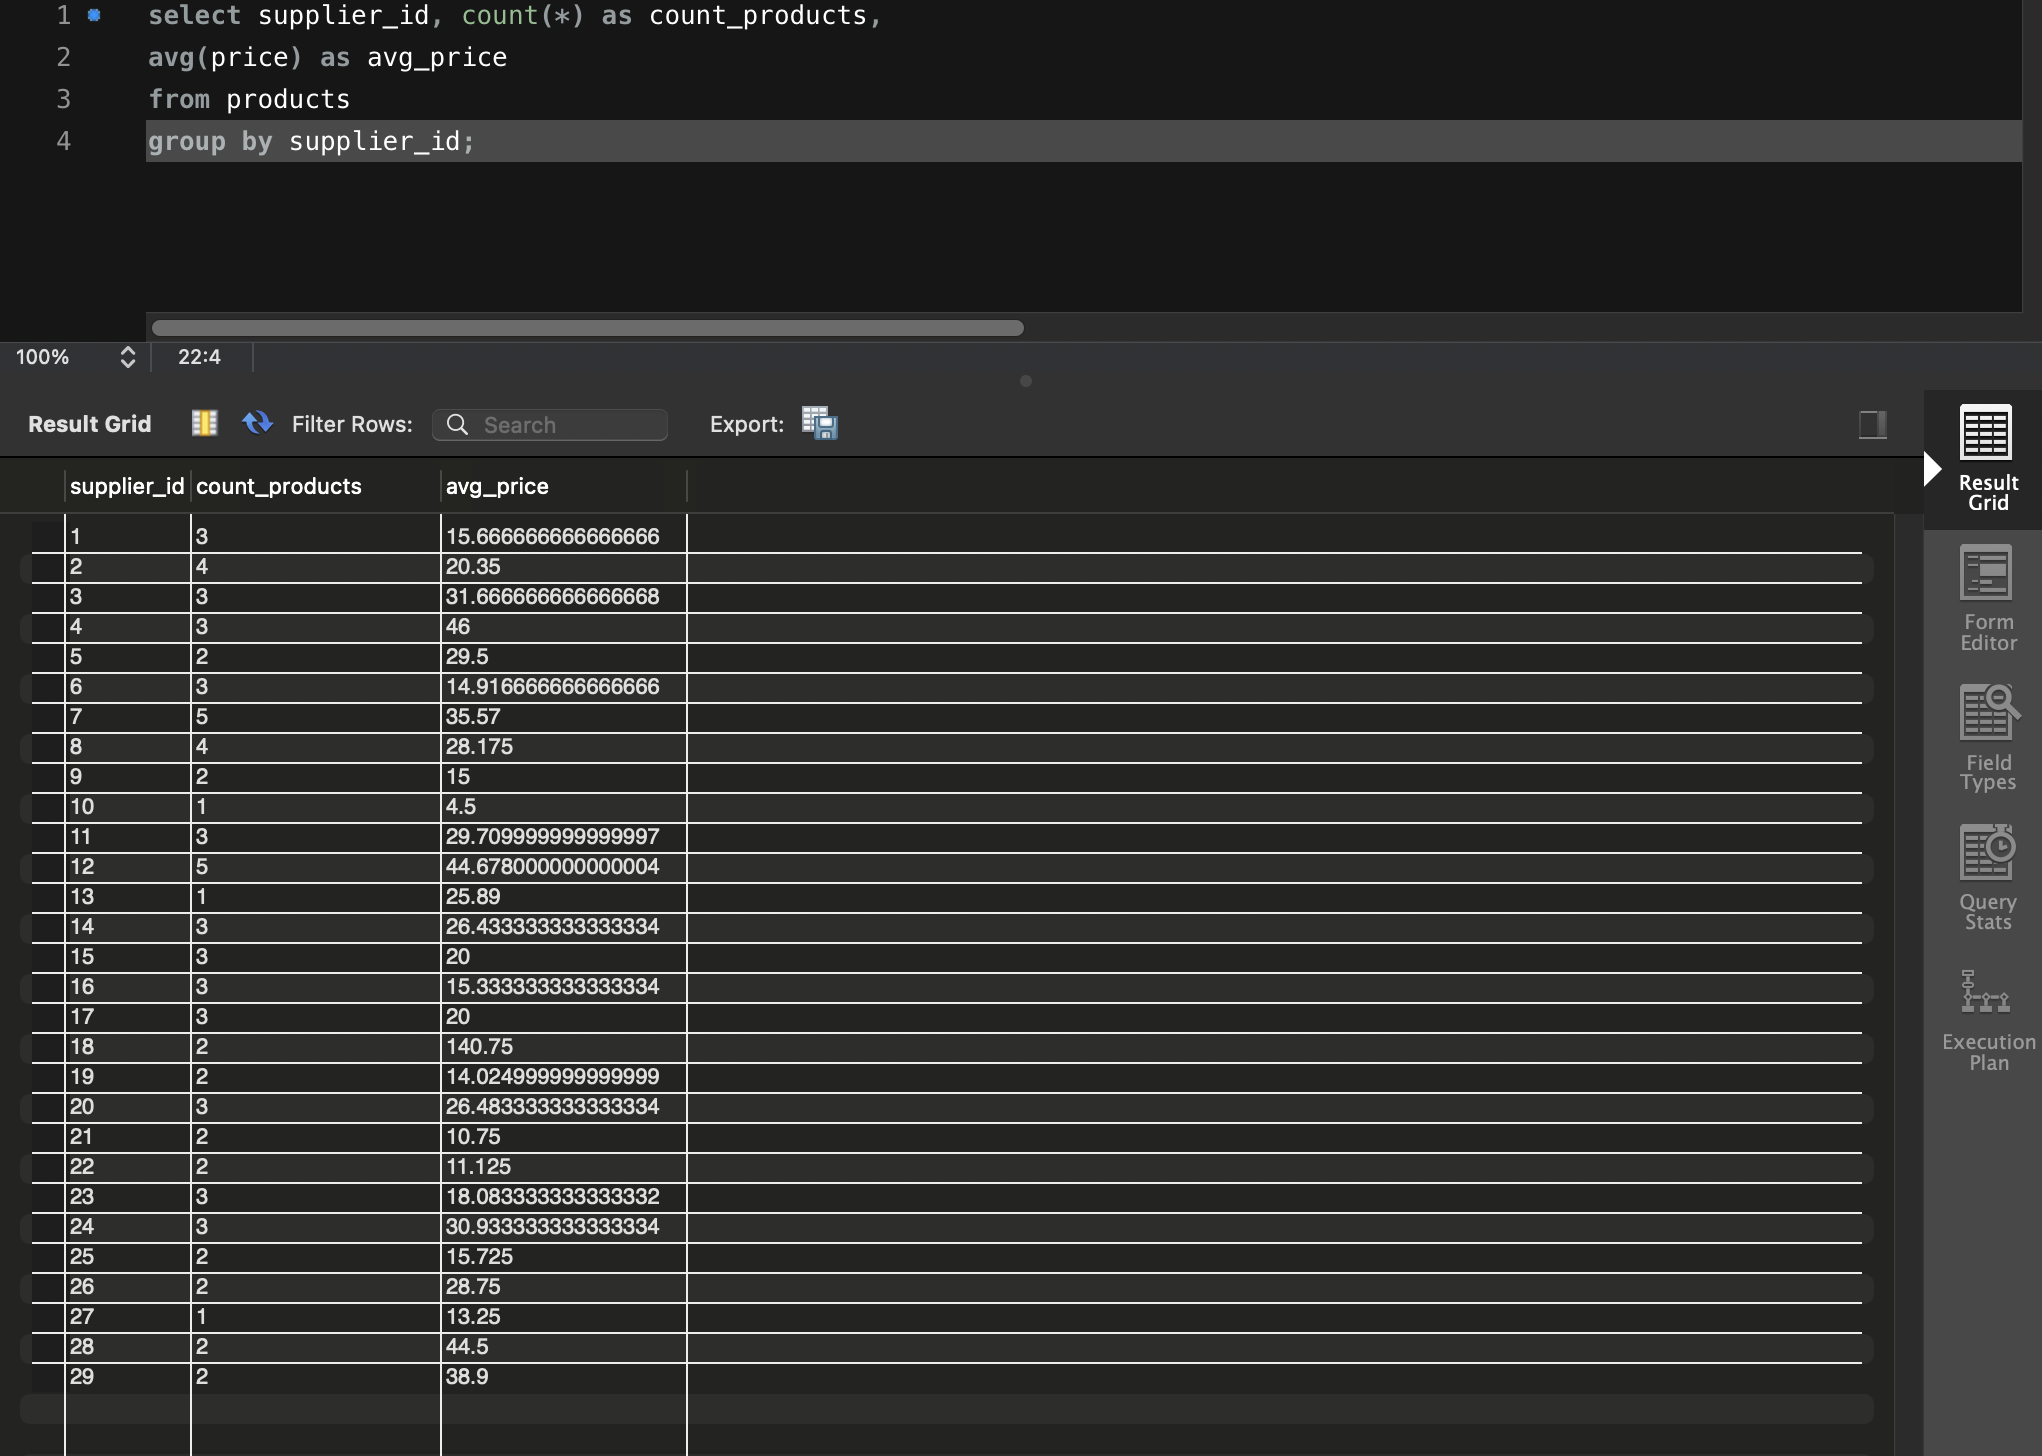 1 select supplier_id, count(*) as count_products,
2 avg(price) as avg_price
3 from products
4 group by supplier_id;
100% 22:4
Result Grid Filter Rows: Search Export:
supplier_id count_products avg_price
1 3 15.666666666666666
2 4 20.35
3 3 31.666666666666668
4 3 46
5 2 29.5
6 3 14.916666666666666
7 5 35.57
8 4 28.175
9 2 15
10 1 4.5
11 3 29.709999999999997
12 5 44.678000000000004
13 1 25.89
14 3 26.433333333333334
15 3 20
16 3 15.333333333333334
17 3 20
18 2 140.75
19 2 14.024999999999999
20 3 26.483333333333334
21 2 10.75
22 2 11.125
23 3 18.083333333333332
24 3 30.933333333333334
25 2 15.725
26 2 28.75
27 1 13.25
28 2 44.5
29 2 38.9
Result
Grid
Form
Editor
Field
Types
Query
Stats
Execution
Plan